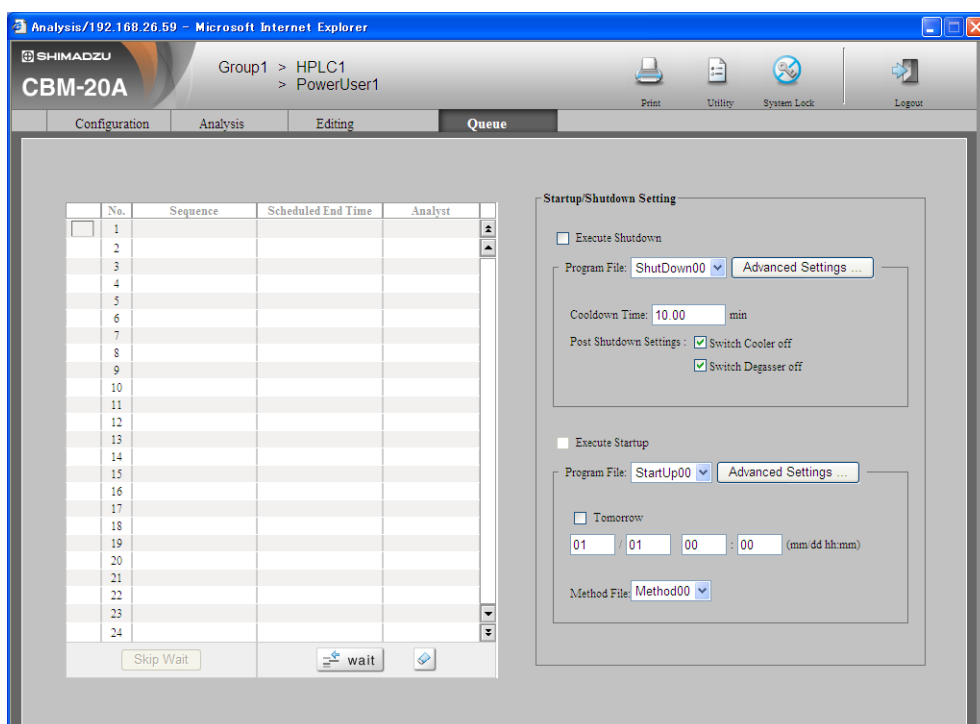 Analysis/192.168.26.59 - Microsoft Internet Explorer
SHIMADZU
CBM-20A
Group1 > HPLC1
> PowerUser1
Print Utility System Lock Logout
Configuration Analysis Editing Queue
No. Sequence Scheduled End Time Analyst
1
2
3
4
5
6
7
8
9
10
11
12
13
14
15
16
17
18
19
20
21
22
23
24
Skip Wait wait
Startup/Shutdown Setting
Execute Shutdown
Program File: ShutDown00 Advanced Settings ...
Cooldown Time: 10.00 min
Post Shutdown Settings : Switch Cooler off
Switch Degasser off
Execute Startup
Program File: StartUp00 Advanced Settings ...
Tomorrow
01 / 01 00 : 00 (mm/dd hh:mm)
Method File: Method00